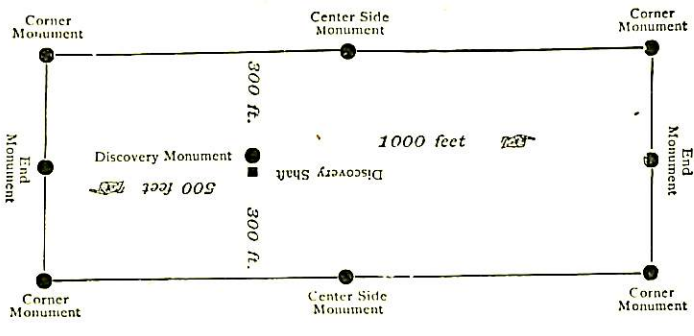 Corner
Monument
Center Side
Monument
Corner
Monument
300 ft.
1000 feet
Discovery Monument
Discovery Shaft
End
Monument
End
Monument
500 feet
300 ft.
Corner
Monument
Center Side
Monument
Corner
Monument